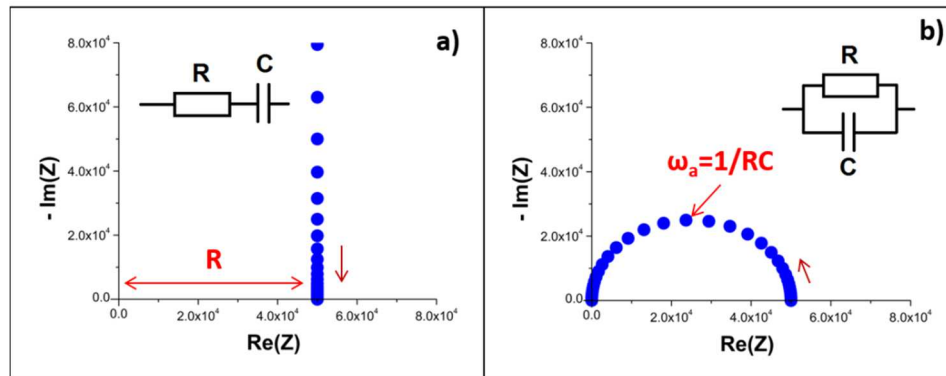 a)
R
C
8.0x10⁴
6.0x10⁴
4.0x10⁴
2.0x10⁴
0.0
- Im(Z)
R
0.0
2.0x10⁴
4.0x10⁴
6.0x10⁴
8.0x10⁴
Re(Z)
b)
R
C
8.0x10⁴
6.0x10⁴
4.0x10⁴
2.0x10⁴
0.0
- Im(Z)
ωₐ=1/RC
0.0
2.0x10⁴
4.0x10⁴
6.0x10⁴
8.0x10⁴
Re(Z)